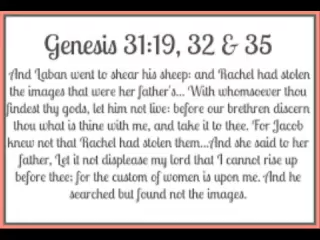 Genesis 31:19, 32 & 35
And Laban went to shear his sheep: and Rachel had stolen
the images that were her father's... With whomsoever thou
findest thy gods, let him not live: before our brethren discern
thou what is thine with me, and take it to thee. For Jacob
knew not that Rachel had stolen them...And she said to her
father, Let it not displease my lord that I cannot rise up
before thee; for the custom of women is upon me. And he
searched but found not the images.